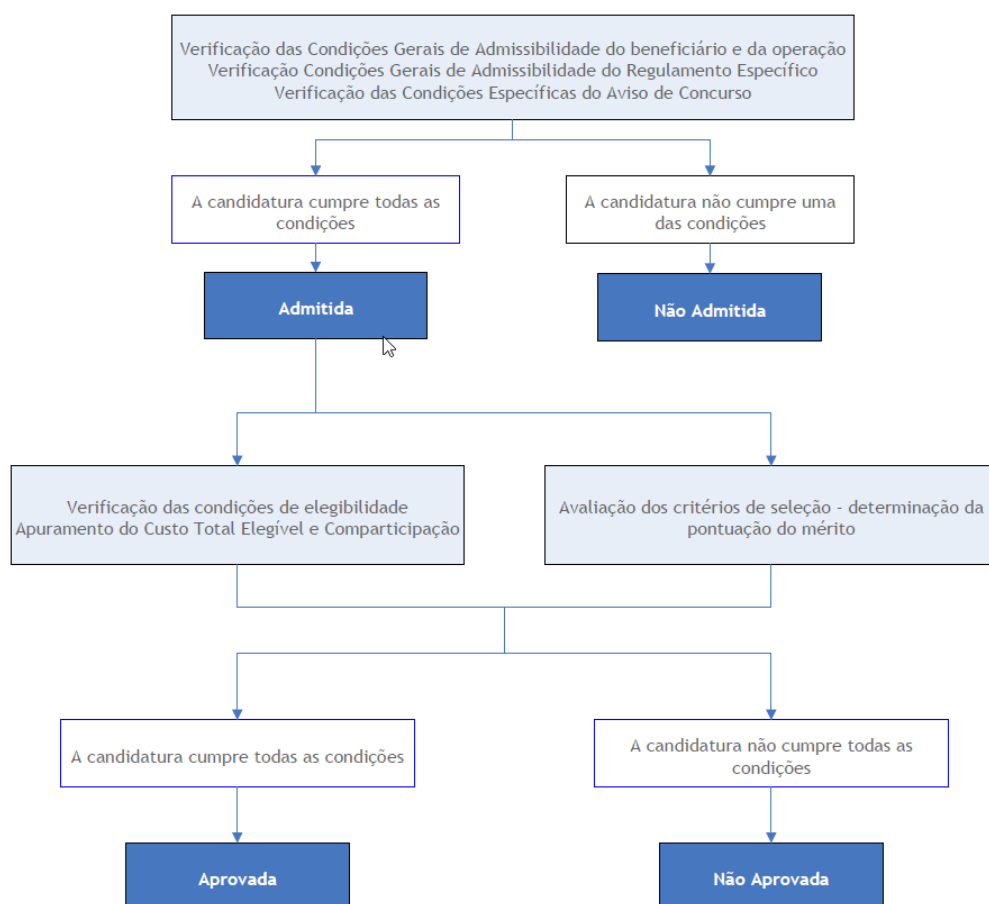 Verificação das Condições Gerais de Admissibilidade do beneficiário e da operação
Verificação Condições Gerais de Admissibilidade do Regulamento Específico
Verificação das Condições Específicas do Aviso de Concurso
A candidatura cumpre todas as
condições
A candidatura não cumpre uma
das condições
Admitida
Não Admitida
Verificação das condições de elegibilidade
Apuramento do Custo Total Elegível e Comparticipação
Avaliação dos critérios de seleção - determinação da
pontuação do mérito
A candidatura cumpre todas as condições
A candidatura não cumpre todas as
condições
Aprovada
Não Aprovada